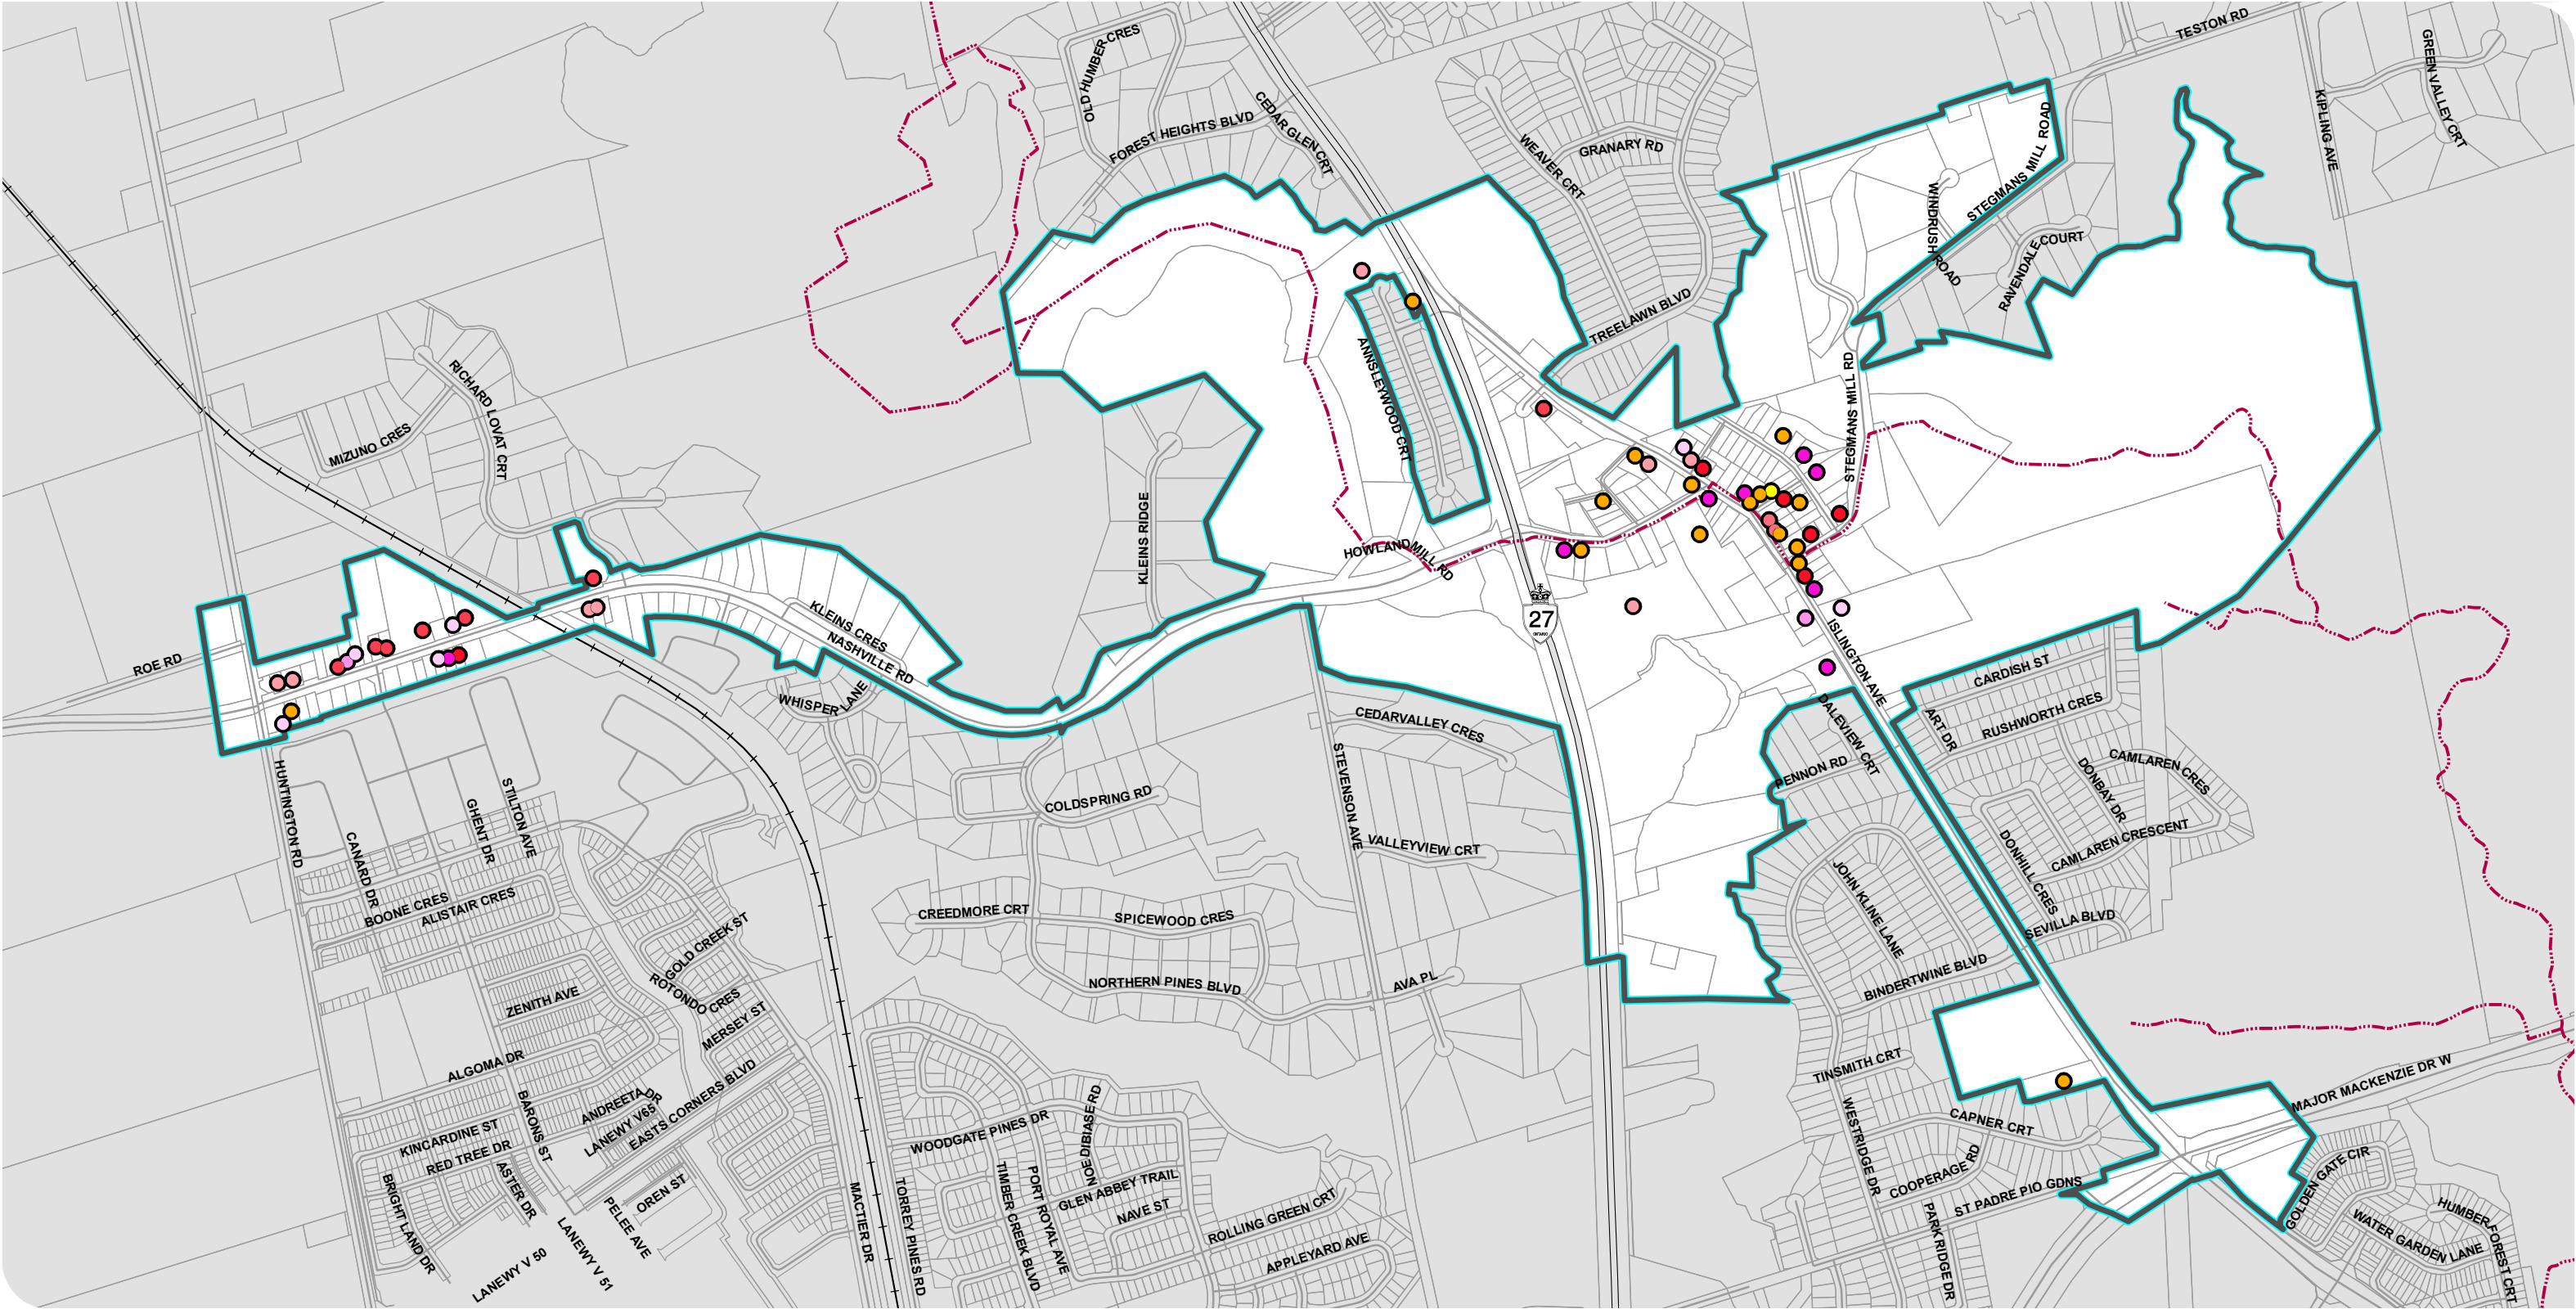 TESTON RD
OLD HUMBER CRES
GREEN VALLEY CRT
KIPLING AVE
CEDAR GLEN CRT
FOREST HEIGHTS BLVD
WEAVER CRT
GRANARY RD
STEGMANS MILL ROAD
WINDRUSH ROAD
RAVENDALE COURT
TREELAWN BLVD
ANNSLEYWOOD CRT
STEGMANS MILL RD
RICHARD LOVAT CRT
MIZUNO CRES
KLEINS RIDGE
HOWLAND MILL RD
27
ONTARIO
KLEINS CRES
NASHVILLE RD
ROE RD
WHISPER LANE
ISLINGTON AVE
CARDISH ST
ART DR
RUSHWORTH CRES
DALEVIEW CRT
PENNON RD
CEDARVALLEY CRES
STEVENSON AVE
COLDSPRING RD
VALLEYVIEW CRT
CAMLAREN CRES
DONBAY DR
CAMLAREN CRESCENT
DONHILL CRES
SEVILLA BLVD
HUNTINGTON RD
CANARD DR
GHENT DR
STILTON AVE
BOONE CRES
ALISTAIR CRES
JOHN KLINE LANE
BINDERTWINE BLVD
CREEDMORE CRT
SPICEWOOD CRES
NORTHERN PINES BLVD
AVA PL
GOLD CREEK ST
ROTONDO CRES
ZENITH AVE
MERSEY ST
ALGOMA DR
BARONS ST
ANDREETA DR
LANEWY V65
EASTS CORNERS BLVD
KINCARDINE ST
RED TREE DR
ASTER DR
BRIGHT LAND DR
PELEE AVE
OREN ST
LANEWY V 50
LANEWY V 51
MACTIER DR
TORREY PINES RD
WOODGATE PINES DR
TIMBER CREEK BLVD
PORT ROYAL AVE
JOE DIBIASE RD
GLEN ABBEY TRAIL
NAVE ST
ROLLING GREEN CRT
APPLEYARD AVE
TINSMITH CRT
WESTRIDGE DR
CAPNER CRT
COOPERAGE RD
ST PADRE PIO GDNS
PARKRIDGE DR
MAJOR MACKENZIE DR W
GOLDEN GATE CIR
WATER GARDEN LANE
HUMBER FOREST CRT